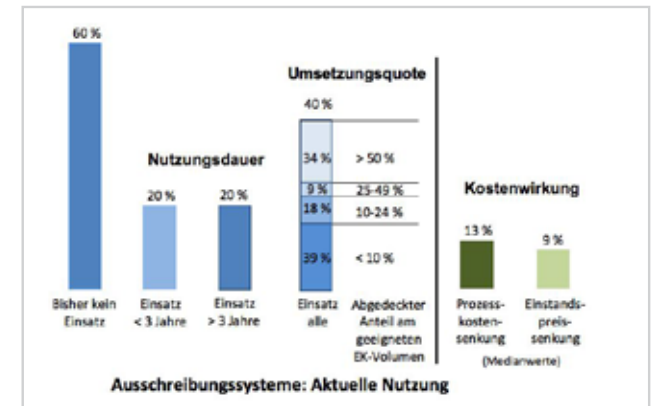 60 %
Umsetzungsquote
40 %
Nutzungsdauer
34 %
> 50 %
9 %
25-49 %
18 %
10-24 %
39 %
< 10 %
20 %
20 %
Kostenwirkung
13 %
9 %
Bisher kein
Einsatz
Einsatz
< 3 Jahre
Einsatz
> 3 Jahre
Einsatz
alle
Abgedeckter
Anteil am
geeigneten
EK-Volumen
Prozess-
kosten-
senkung
Einstands-
preis-
senkung
(Medianwerte)
Ausschreibungssysteme: Aktuelle Nutzung